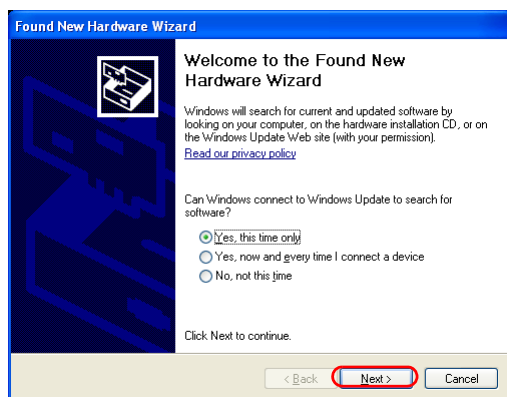 Found New Hardware Wizard
Welcome to the Found New
Hardware Wizard
Windows will search for current and updated software by
looking on your computer, on the hardware installation CD, or on
the Windows Update Web site (with your permission).
Read our privacy policy
Can Windows connect to Windows Update to search for
software?
Yes, this time only
Yes, now and every time I connect a device
No, not this time
Click Next to continue.
< Back
Next >
Cancel